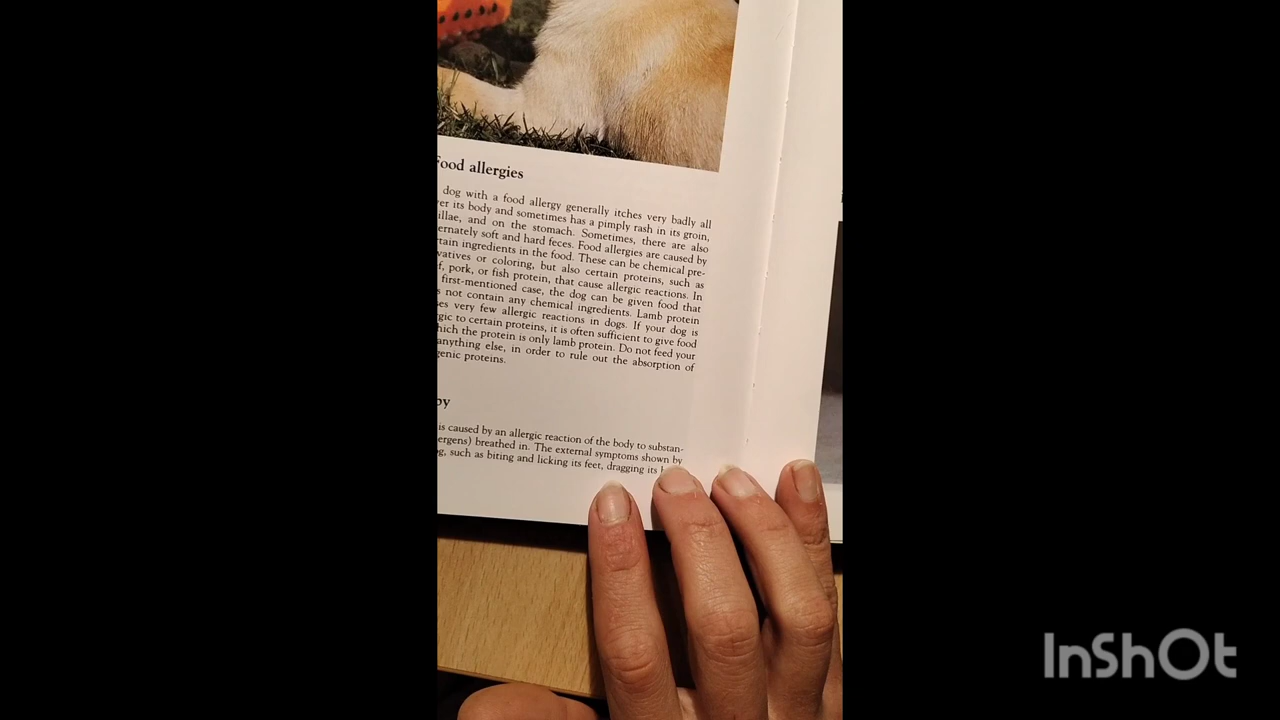 Food allergies
dog with a food allergy generally itches very badly all
ver its body and sometimes has a pimply rash in its groin,
illae, and on the stomach. Sometimes, there are also
ernately soft and hard feces. Food allergies are caused by
rtain ingredients in the food. These can be chemical pre-
vatives or coloring, but also certain proteins, such as
f, pork, or fish protein, that cause allergic reactions. In
first-mentioned case, the dog can be given food that
s not contain any chemical ingredients. Lamb protein
es very few allergic reactions in dogs. If your dog is
rgic to certain proteins, it is often sufficient to give food
hich the protein is only lamb protein. Do not feed your
anything else, in order to rule out the absorption of
genic proteins.
py
is caused by an allergic reaction of the body to substan-
ergens) breathed in. The external symptoms shown by
g, such as biting and licking its feet, dragging its
InShOt